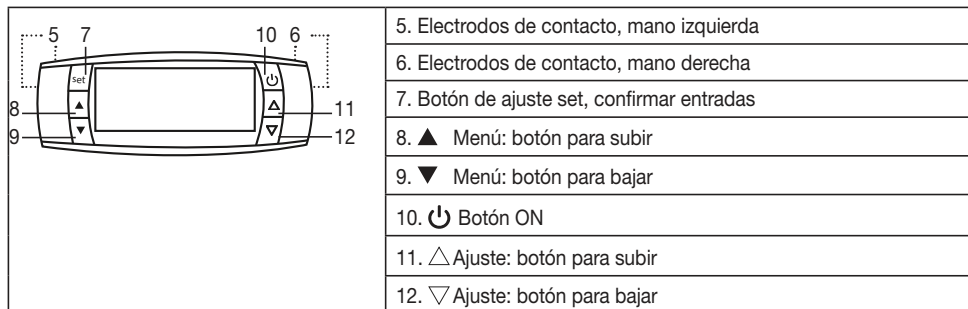 5 7 10 6
set
8 11
9 12
5. Electrodos de contacto, mano izquierda
6. Electrodos de contacto, mano derecha
7. Botón de ajuste set, confirmar entradas
8. ▲ Menú: botón para subir
9. ▼ Menú: botón para bajar
10. ⏻ Botón ON
11. △ Ajuste: botón para subir
12. ▽ Ajuste: botón para bajar